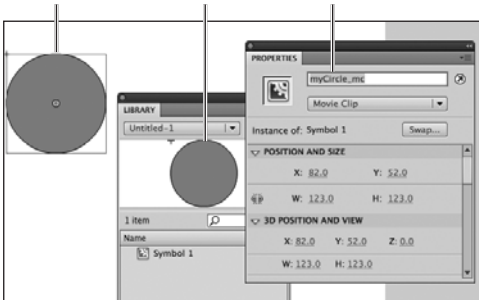 PROPERTIES
myCircle_mc
Movie Clip
Instance of: Symbol 1
Swap...
POSITION AND SIZE
X: 82.0 Y: 52.0
W: 123.0 H: 123.0
3D POSITION AND VIEW
X: 82.0 Y: 52.0 Z: 0.0
W: 123.0 H: 123.0
LIBRARY
Untitled-1
1 item
Name
Symbol 1